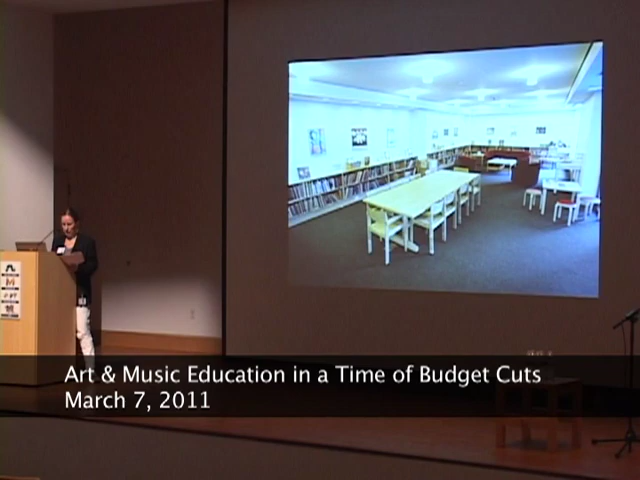 Art & Music Education in a Time of Budget Cuts
March 7, 2011